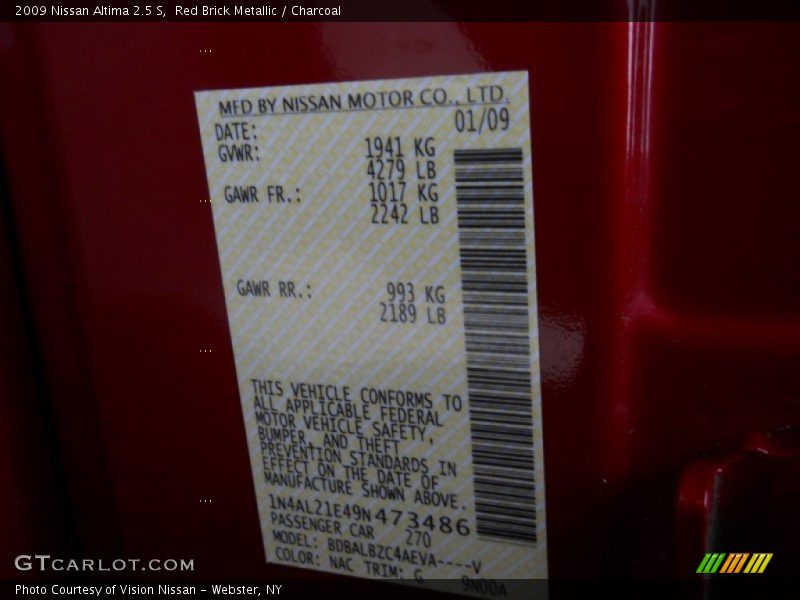 2009 Nissan Altima 2.5 S,  Red Brick Metallic / Charcoal
MFD BY NISSAN MOTOR CO., LTD.
DATE: 01/09
GVWR: 1941 KG
4279 LB
GAWR FR.: 1017 KG
2242 LB
GAWR RR.: 993 KG
2189 LB
THIS VEHICLE CONFORMS TO
ALL APPLICABLE FEDERAL
MOTOR VEHICLE SAFETY,
BUMPER, AND THEFT
PREVENTION STANDARDS IN
EFFECT ON THE DATE OF
MANUFACTURE SHOWN ABOVE.
1N4AL21E49N473486
PASSENGER CAR 270
MODEL: BDBALBZC4AEVA----V
COLOR: NAC TRIM: G 9N00A
GTCARLOT.COM
Photo Courtesy of Vision Nissan - Webster, NY